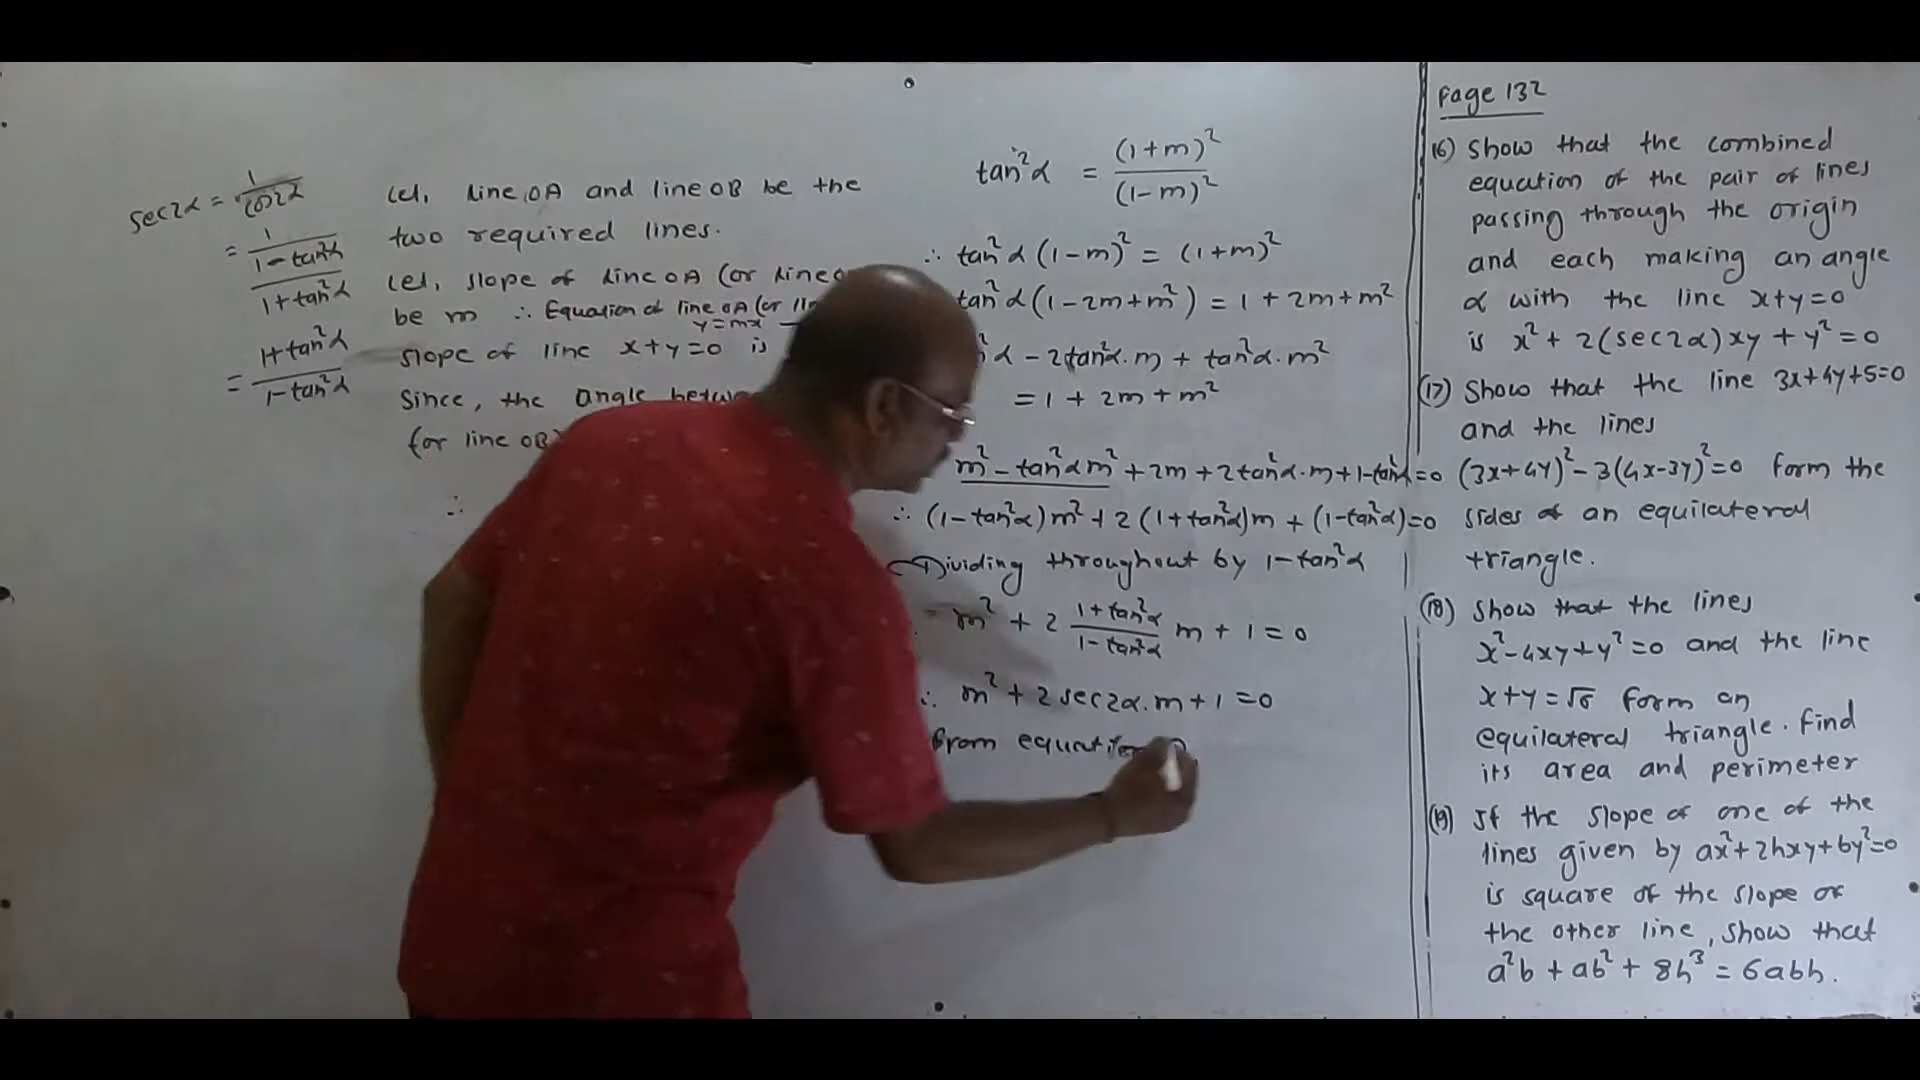 sec2α = 1/cos2α
= 1/((1-tan²α)/(1+tan²α))
= (1+tan²α)/(1-tan²α)
Let, line OA and line OB be the
two required lines.
Let, slope of line OA (or line
be m ∴ Equation of line OA (or
y=mx
slope of line x+y=0 is
Since, the angle
for line OB)
∴
tan²α = (1+m)²/(1-m)²
∴ tan²α (1-m)² = (1+m)²
tan²α (1-2m+m²) = 1+2m+m²
α - 2tan²α.m + tan²α.m²
= 1 + 2m + m²
m² - tan²αm² + 2m + 2tan²α.m + 1-tan²α=0
∴ (1-tan²α)m² + 2(1+tan²α)m + (1-tan²α)=0
Dividing throughout by 1-tan²α
m² + 2 (1+tan²α)/(1-tan²α) m + 1 = 0
∴ m² + 2 sec2α.m + 1 = 0
from
Page 132
16) Show that the combined
equation of the pair of lines
passing through the origin
and each making an angle
α with the line x+y=0
is x² + 2(sec2α)xy + y² = 0
(17) Show that the line 3x+4y+5=0
and the lines
(3x+4y)² - 3(4x-3y)² = 0 form the
sides of an equilateral
triangle.
(18) Show that the lines
x²-4xy+y²=0 and the line
x+y=√6 form an
equilateral triangle. Find
its area and perimeter
(19) If the slope of one of the
lines given by ax²+2hxy+by²=0
is square of the slope of
the other line, show that
a²b + ab² + 8h³ = 6abh.